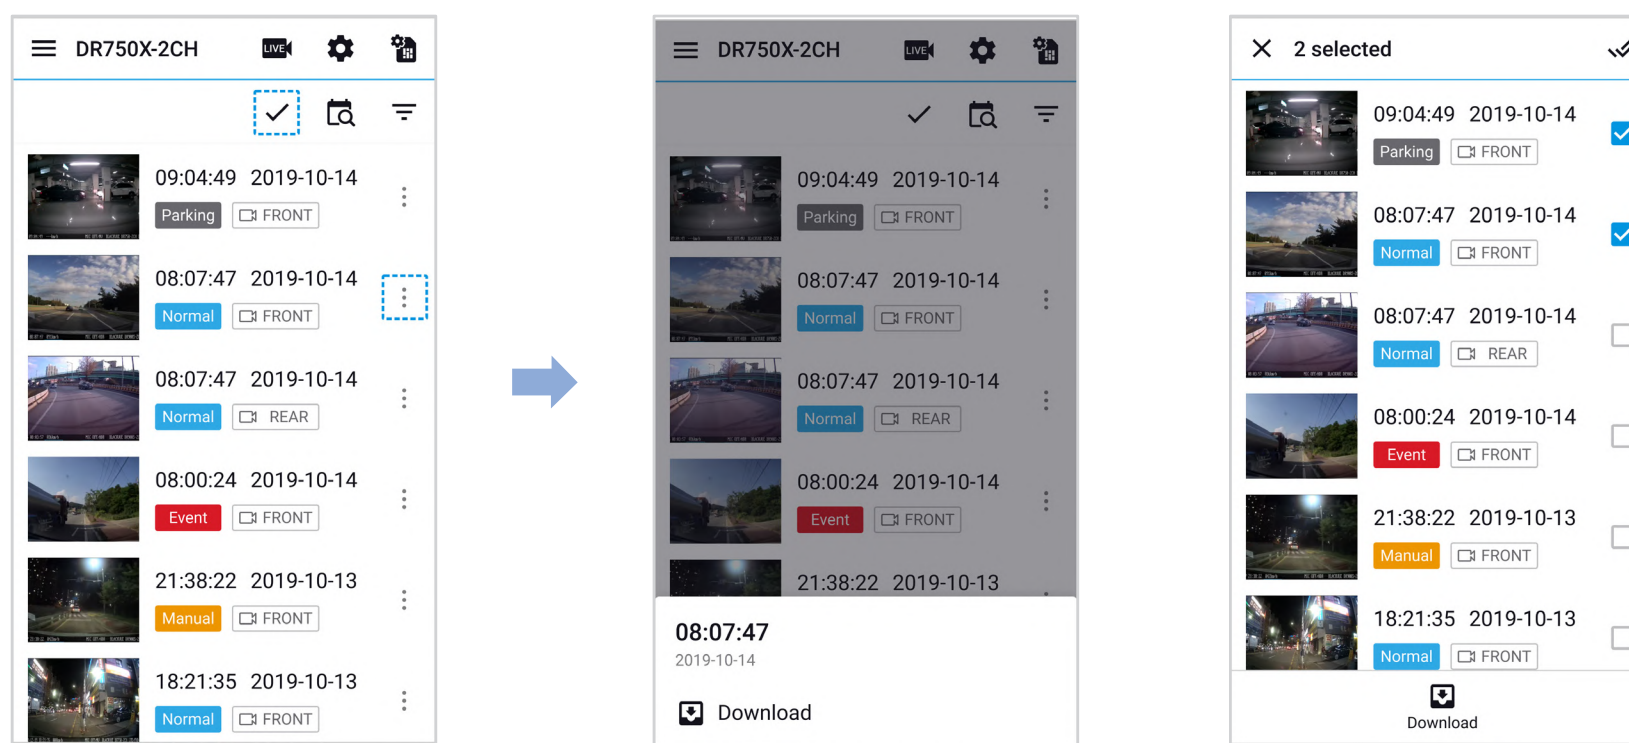 DR750X-2CH LIVE
09:04:49 2019-10-14
Parking FRONT
08:07:47 2019-10-14
Normal FRONT
08:07:47 2019-10-14
Normal REAR
08:00:24 2019-10-14
Event FRONT
21:38:22 2019-10-13
Manual FRONT
18:21:35 2019-10-13
Normal FRONT
DR750X-2CH LIVE
09:04:49 2019-10-14
Parking FRONT
08:07:47 2019-10-14
Normal FRONT
08:07:47 2019-10-14
Normal REAR
08:00:24 2019-10-14
Event FRONT
21:38:22 2019-10-13
08:07:47
2019-10-14
Download
2 selected
09:04:49 2019-10-14
Parking FRONT
08:07:47 2019-10-14
Normal FRONT
08:07:47 2019-10-14
Normal REAR
08:00:24 2019-10-14
Event FRONT
21:38:22 2019-10-13
Manual FRONT
18:21:35 2019-10-13
Normal FRONT
Download